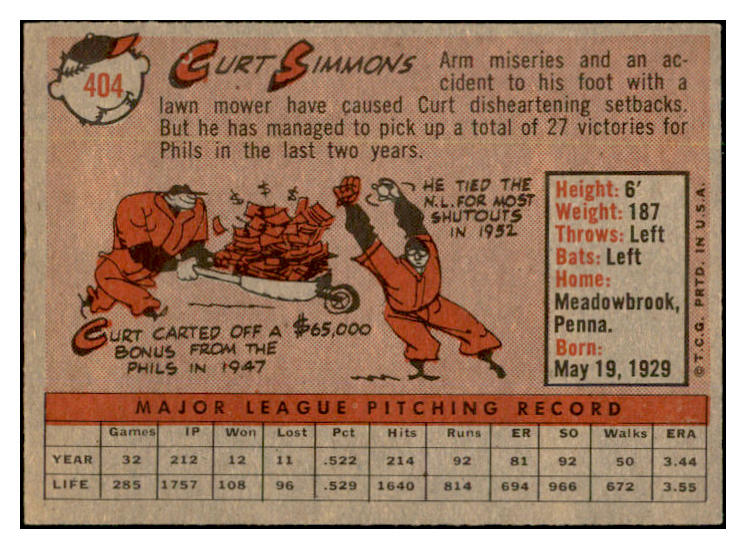 404
CURT SIMMONS
Arm miseries and an ac-
cident to his foot with a
lawn mower have caused Curt disheartening setbacks.
But he has managed to pick up a total of 27 victories for
Phils in the last two years.
$ $ $
HE TIED THE
N.L. FOR MOST
SHUTOUTS
IN 1952
CURT CARTED OFF A $65,000
BONUS FROM THE
PHILS IN 1947
Height: 6'
Weight: 187
Throws: Left
Bats: Left
Home:
Meadowbrook,
Penna.
Born:
May 19, 1929
© T.C.G. PRTD. IN U.S.A.
MAJOR LEAGUE PITCHING RECORD
Games IP Won Lost Pct Hits Runs ER SO Walks ERA
YEAR 32 212 12 11 .522 214 92 81 92 50 3.44
LIFE 285 1757 108 96 .529 1640 814 694 966 672 3.55